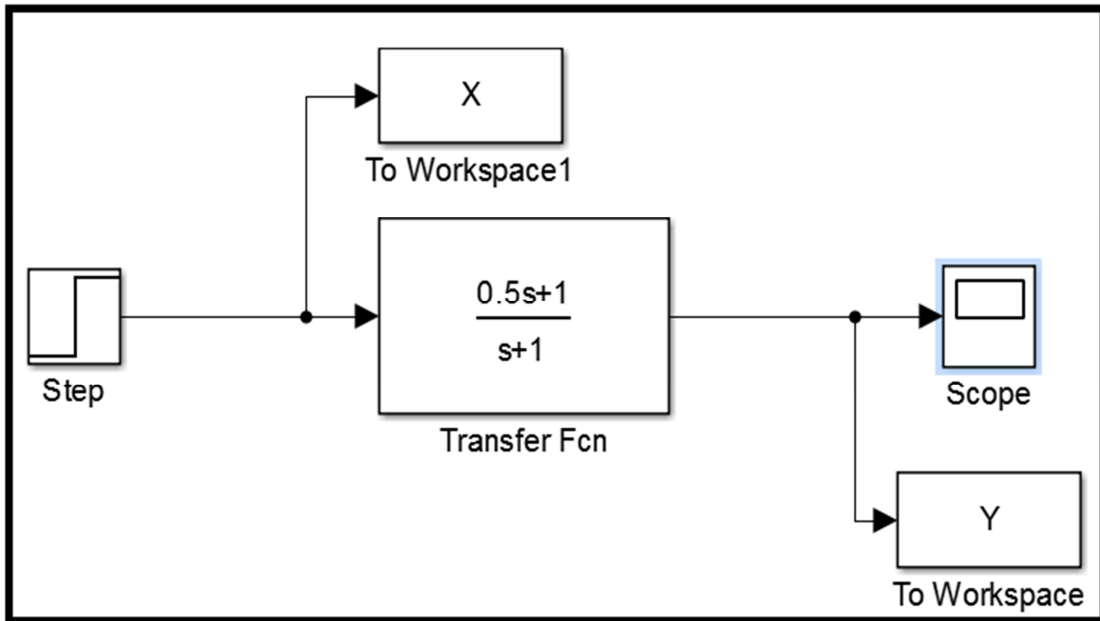 X
To Workspace1
0.5s+1
s+1
Step
Transfer Fcn
Scope
Y
To Workspace